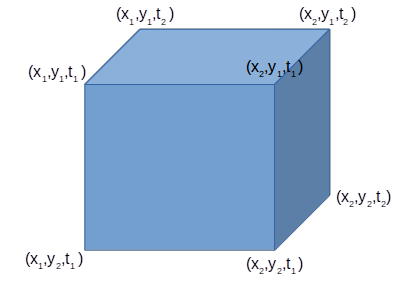 (x₁,y₁,t₂)
(x₂,y₁,t₂)
(x₁,y₁,t₁)
(x₂,y₁,t₁)
(x₂,y₂,t₂)
(x₁,y₂,t₁)
(x₂,y₂,t₁)